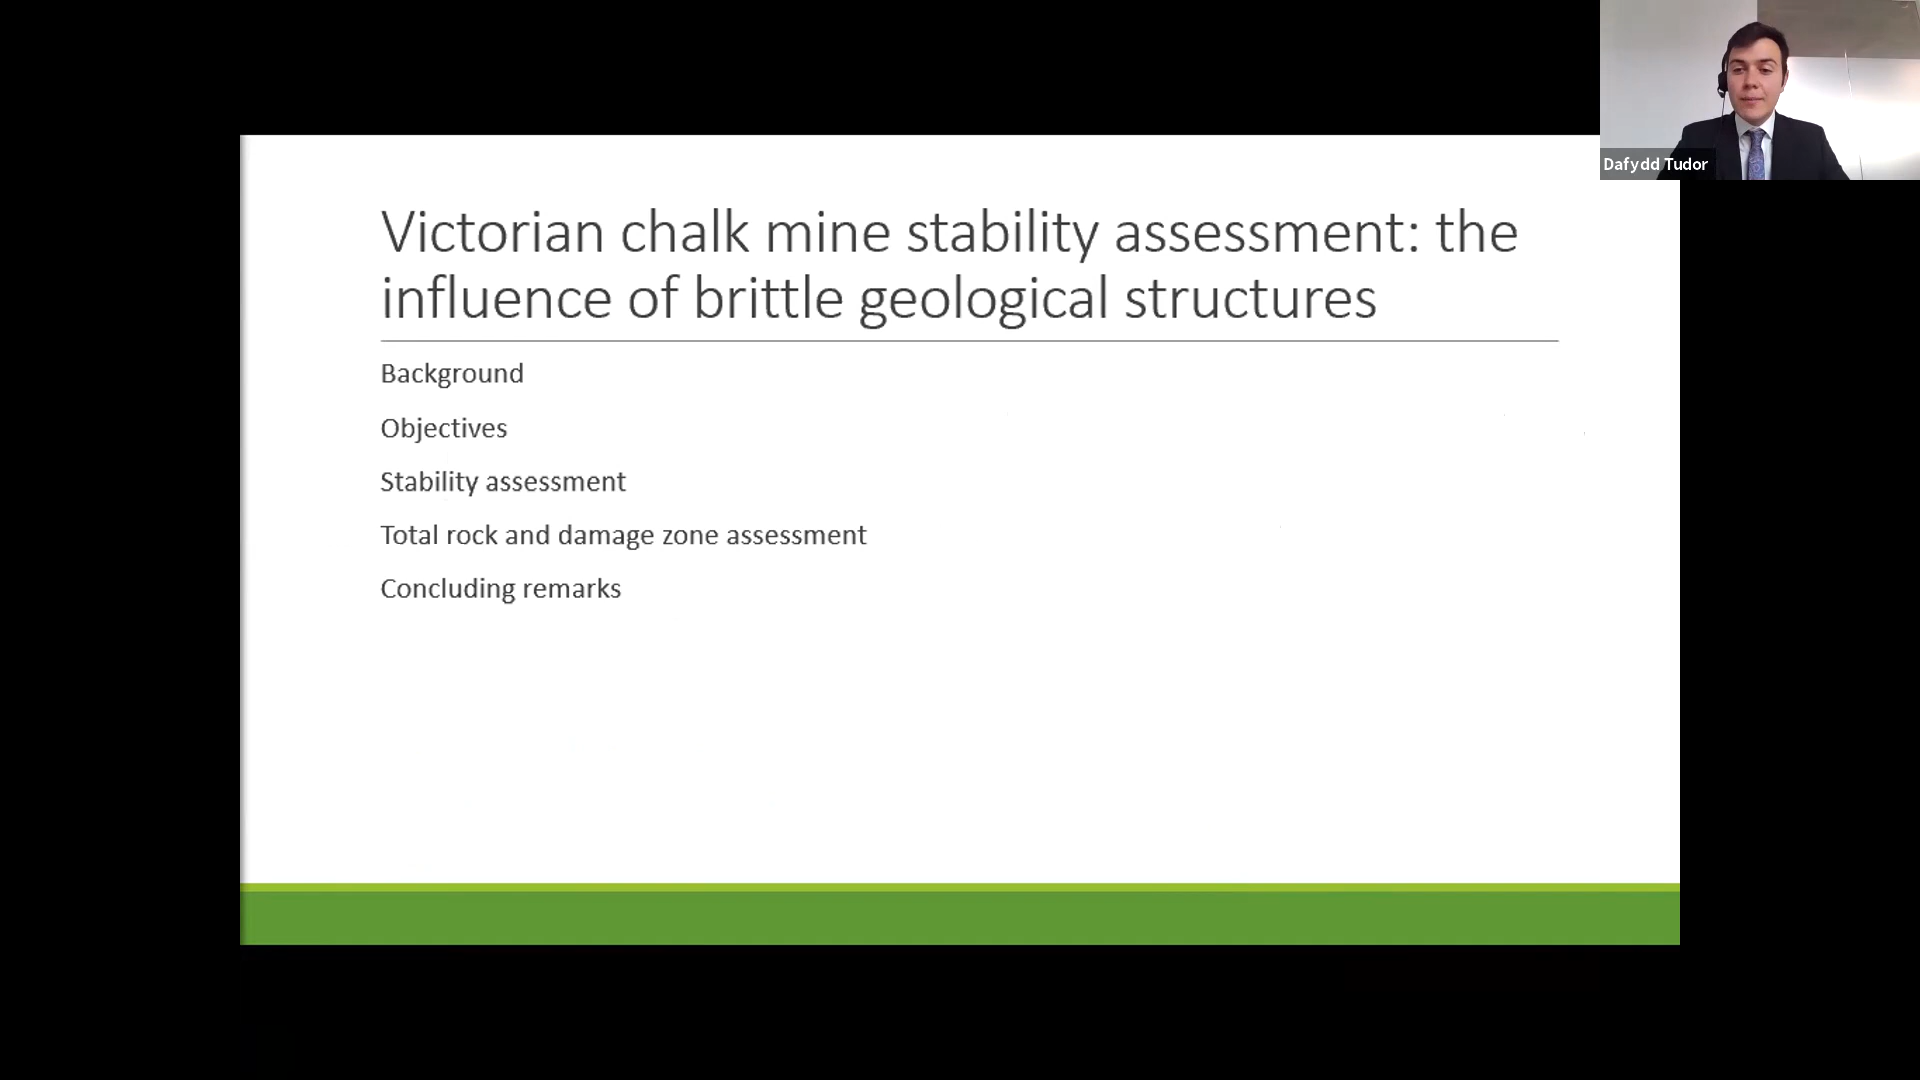 Dafydd Tudor
Victorian chalk mine stability assessment: the
influence of brittle geological structures
Background
Objectives
Stability assessment
Total rock and damage zone assessment
Concluding remarks